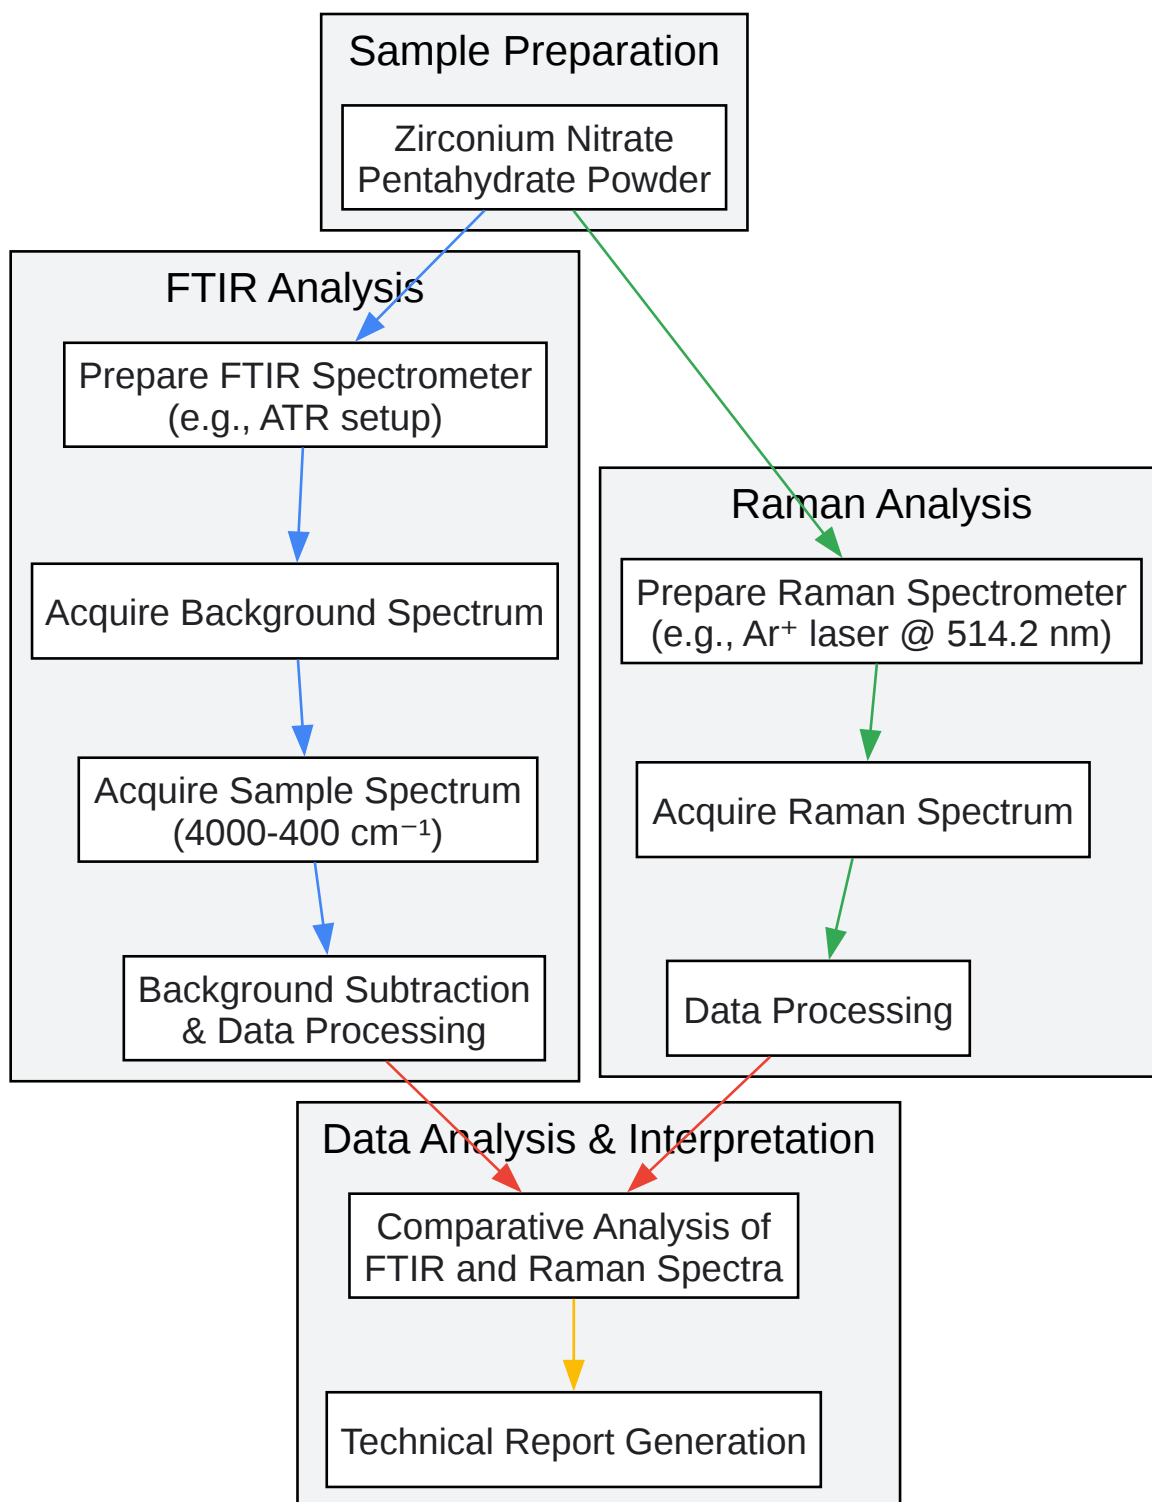 Sample Preparation
Zirconium Nitrate
Pentahydrate Powder
FTIR Analysis
Prepare FTIR Spectrometer
(e.g., ATR setup)
Acquire Background Spectrum
Acquire Sample Spectrum
(4000-400 cm⁻¹)
Background Subtraction
& Data Processing
Raman Analysis
Prepare Raman Spectrometer
(e.g., Ar⁺ laser @ 514.2 nm)
Acquire Raman Spectrum
Data Processing
Data Analysis & Interpretation
Comparative Analysis of
FTIR and Raman Spectra
Technical Report Generation